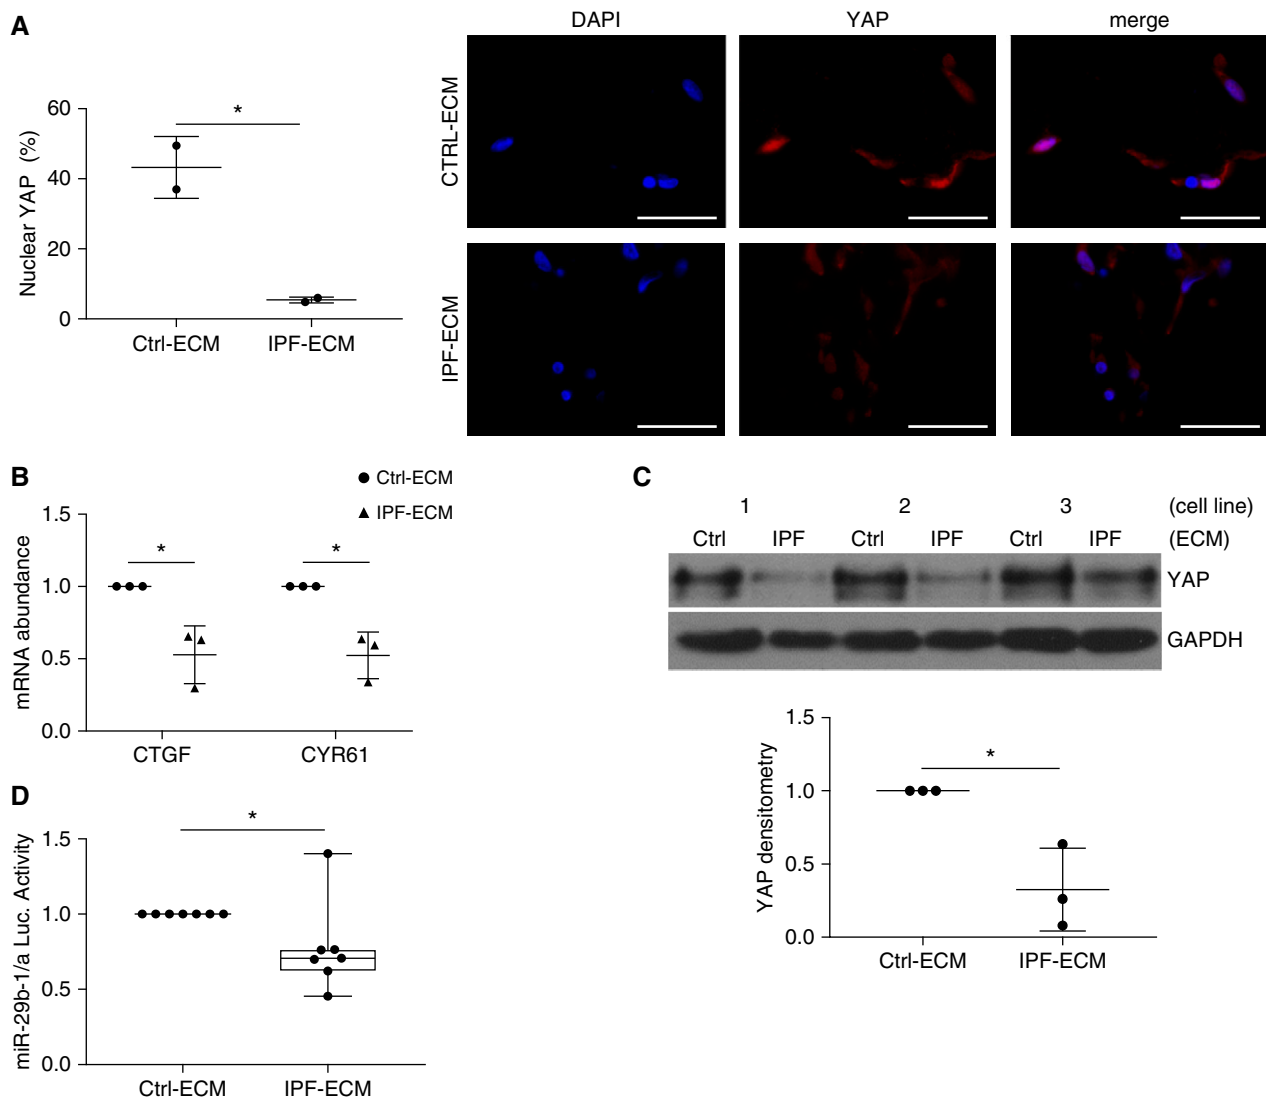 A
DAPI YAP merge
CTRL-ECM
IPF-ECM
Nuclear YAP (%)
60
40
20
0
*
Ctrl-ECM IPF-ECM
B
Ctrl-ECM
IPF-ECM
mRNA abundance
1.5
1.0
0.5
0.0
* *
CTGF CYR61
C
1 2 3 (cell line)
Ctrl IPF Ctrl IPF Ctrl IPF (ECM)
YAP
GAPDH
YAP densitometry
1.5
1.0
0.5
0.0
*
Ctrl-ECM IPF-ECM
D
miR-29b-1/a Luc. Activity
1.5
1.0
0.5
0.0
*
Ctrl-ECM IPF-ECM